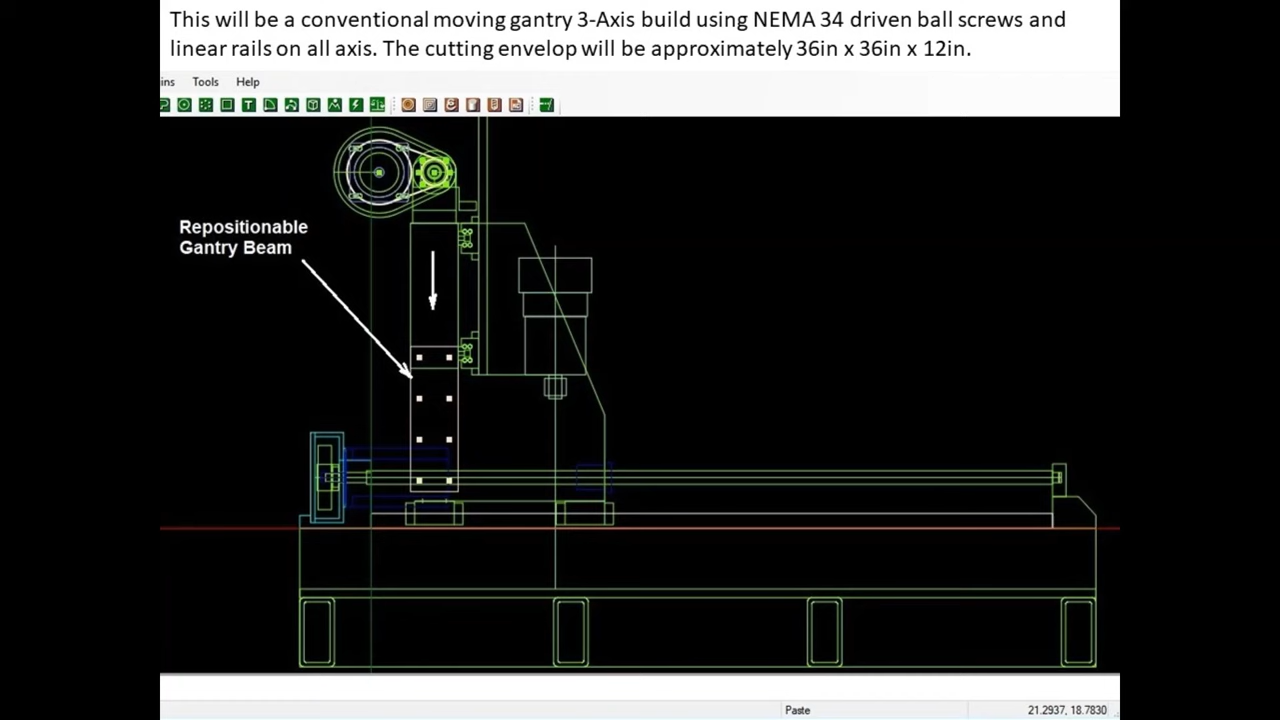 This will be a conventional moving gantry 3-Axis build using NEMA 34 driven ball screws and
linear rails on all axis. The cutting envelop will be approximately 36in x 36in x 12in.
ins Tools Help
Repositionable
Gantry Beam
Paste 21.2937, 18.7830